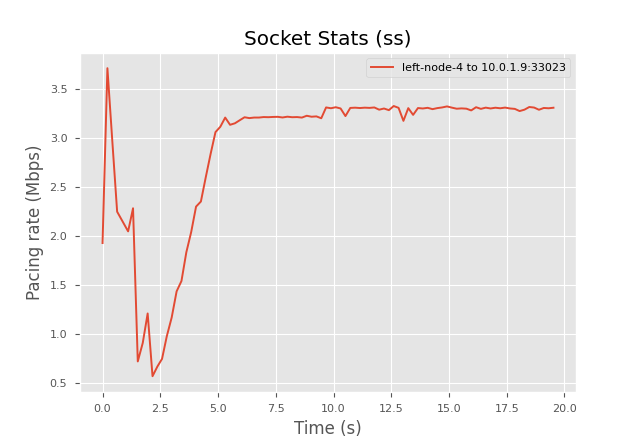 Socket Stats (ss)
left-node-4 to 10.0.1.9:33023
Pacing rate (Mbps)
3.5
3.0
2.5
2.0
1.5
1.0
0.5
0.0 2.5 5.0 7.5 10.0 12.5 15.0 17.5 20.0
Time (s)